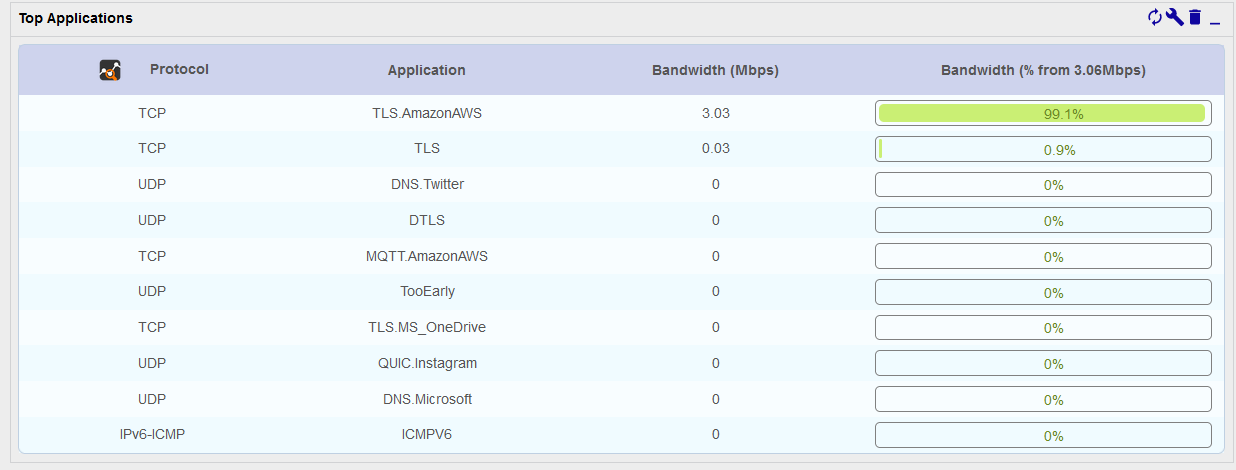 Top Applications
Protocol Application Bandwidth (Mbps) Bandwidth (% from 3.06Mbps)
TCP TLS.AmazonAWS 3.03 99.1%
TCP TLS 0.03 0.9%
UDP DNS.Twitter 0 0%
UDP DTLS 0 0%
TCP MQTT.AmazonAWS 0 0%
UDP TooEarly 0 0%
TCP TLS.MS_OneDrive 0 0%
UDP QUIC.Instagram 0 0%
UDP DNS.Microsoft 0 0%
IPv6-ICMP ICMPV6 0 0%